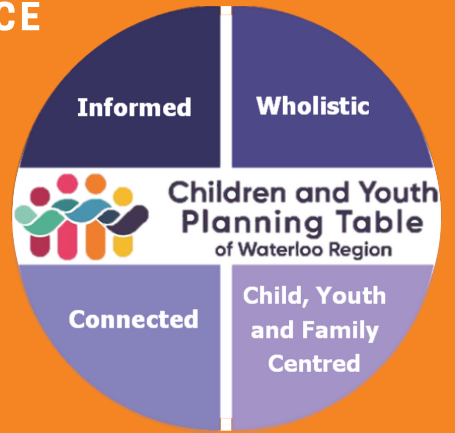 CE
Informed
Wholistic
Children and Youth
Planning Table
of Waterloo Region
Connected
Child, Youth
and Family
Centred